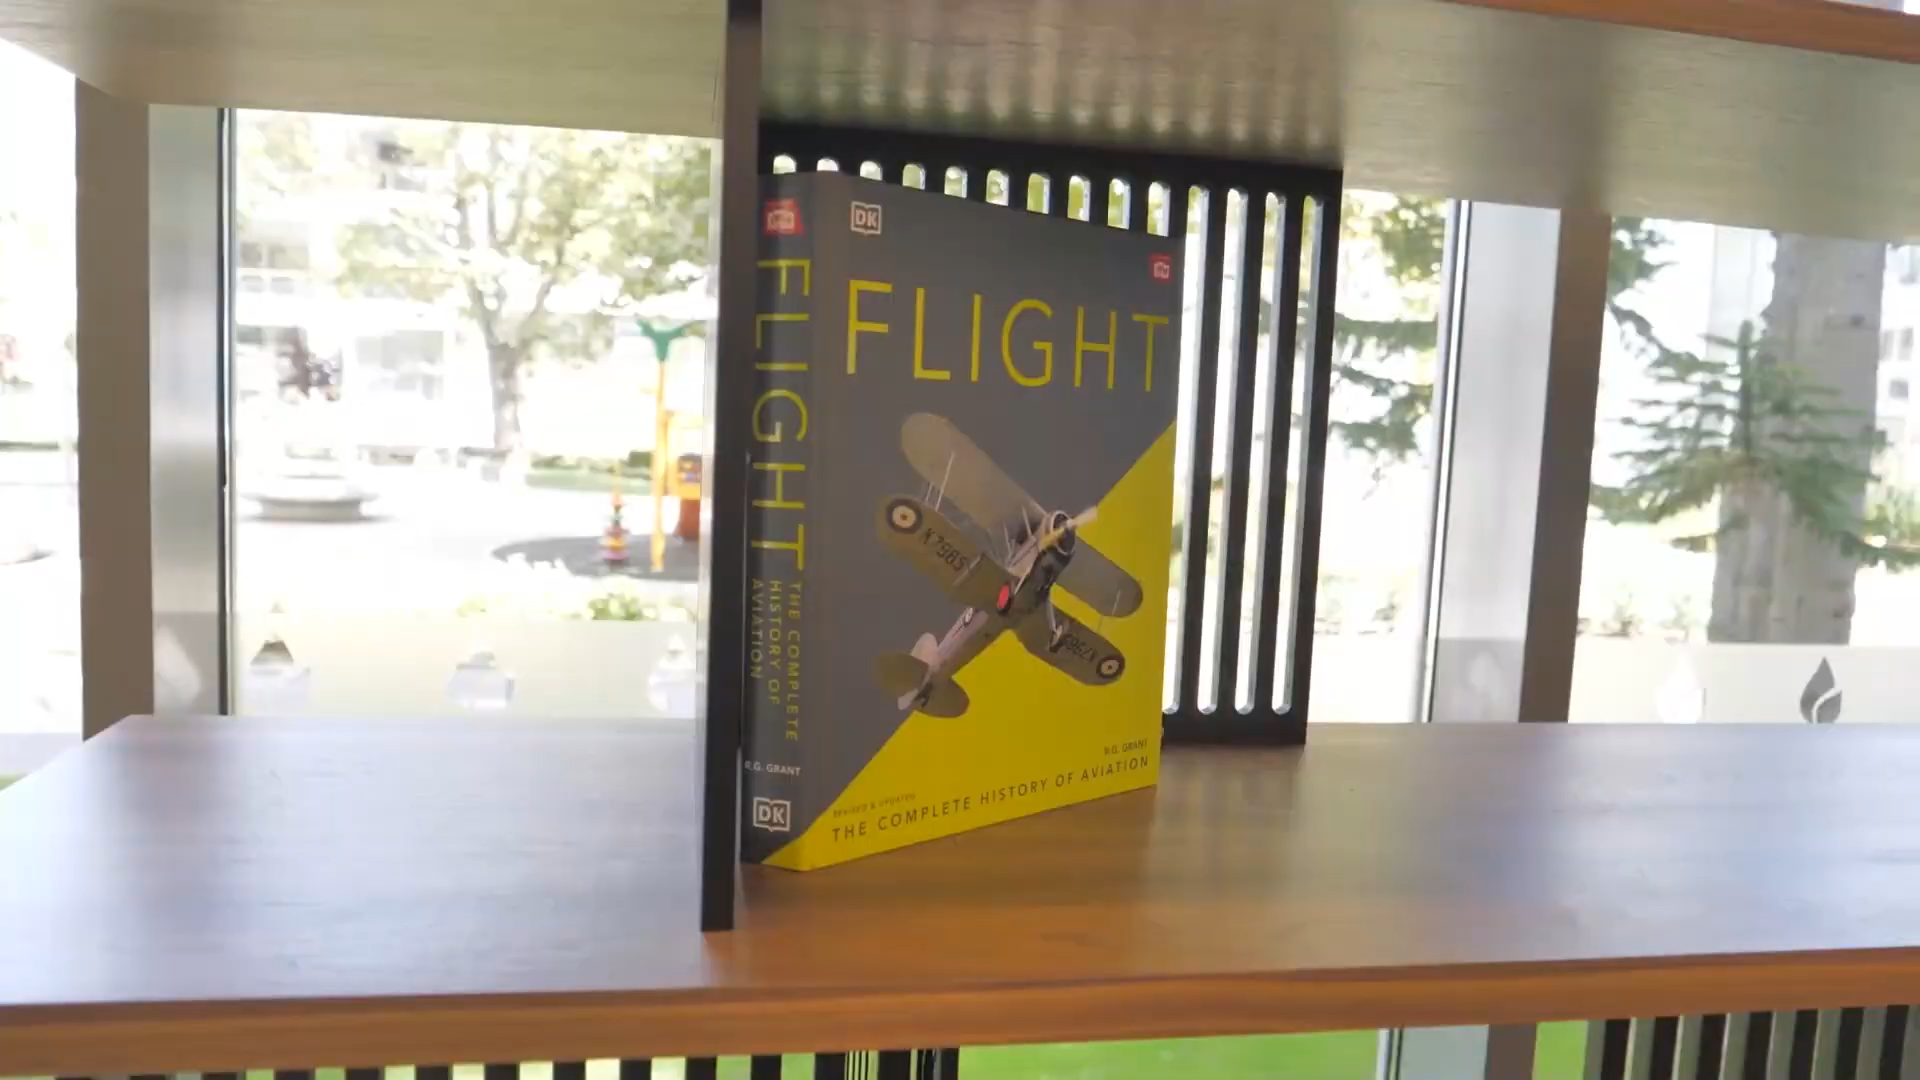 DK
FLIGHT
K7985
K7985
R.G. GRANT
REVISED & UPDATED
THE COMPLETE HISTORY OF AVIATION
FLIGHT
THE COMPLETE
HISTORY OF
AVIATION
R.G. GRANT
DK